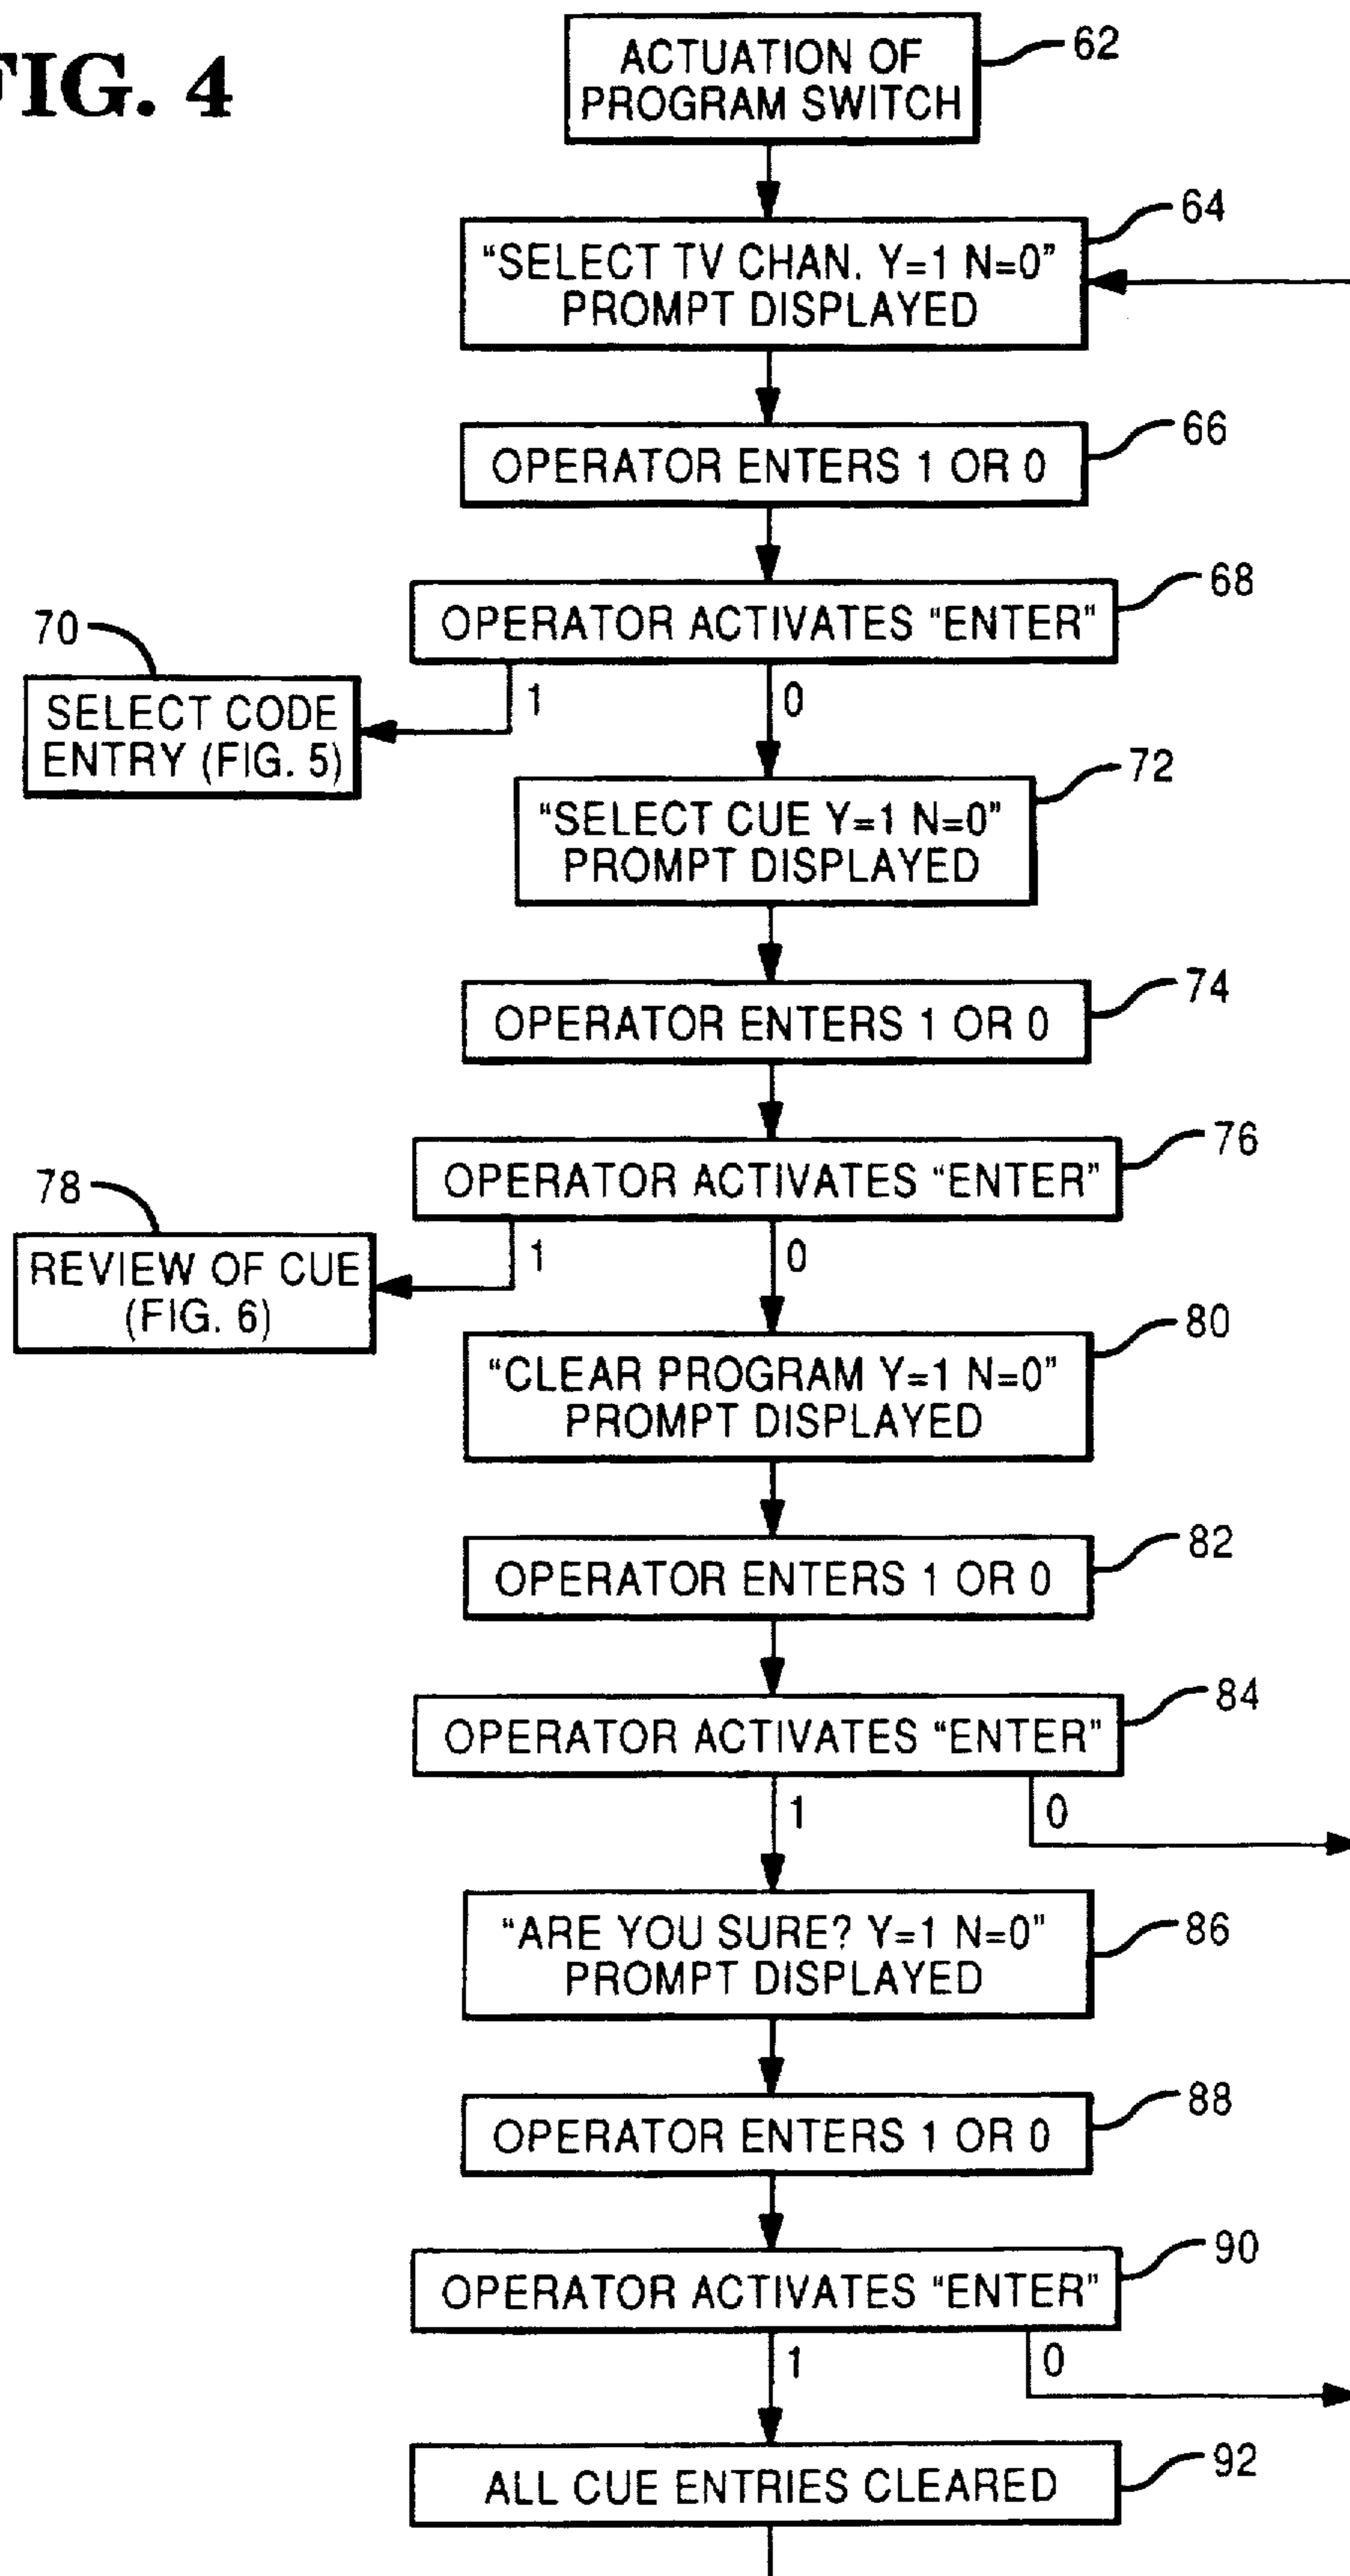 FIG. 4
ACTUATION OF
PROGRAM SWITCH
62
"SELECT TV CHAN. Y=1 N=0"
PROMPT DISPLAYED
64
OPERATOR ENTERS 1 OR 0
66
OPERATOR ACTIVATES "ENTER"
68
70
1
0
SELECT CODE
ENTRY (FIG. 5)
"SELECT CUE Y=1 N=0"
PROMPT DISPLAYED
72
OPERATOR ENTERS 1 OR 0
74
OPERATOR ACTIVATES "ENTER"
76
78
1
0
REVIEW OF CUE
(FIG. 6)
"CLEAR PROGRAM Y=1 N=0"
PROMPT DISPLAYED
80
OPERATOR ENTERS 1 OR 0
82
OPERATOR ACTIVATES "ENTER"
84
1
0
"ARE YOU SURE? Y=1 N=0"
PROMPT DISPLAYED
86
OPERATOR ENTERS 1 OR 0
88
OPERATOR ACTIVATES "ENTER"
90
1
0
ALL CUE ENTRIES CLEARED
92